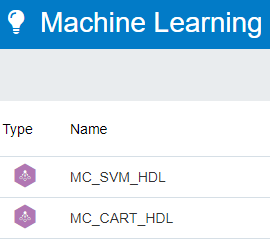 Machine Learning
Type Name
MC_SVM_HDL
MC_CART_HDL